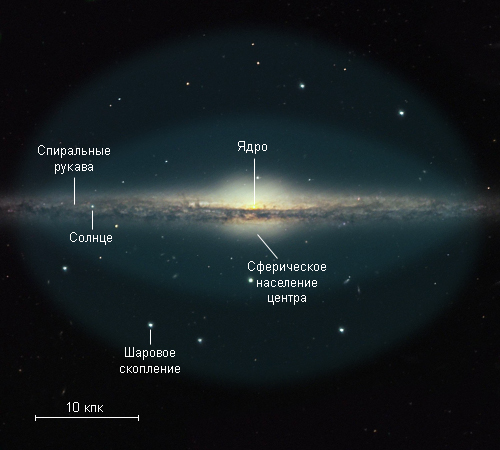 Спиральные
рукава
Ядро
Солнце
Сферическое
население
центра
Шаровое
скопление
10 кпк